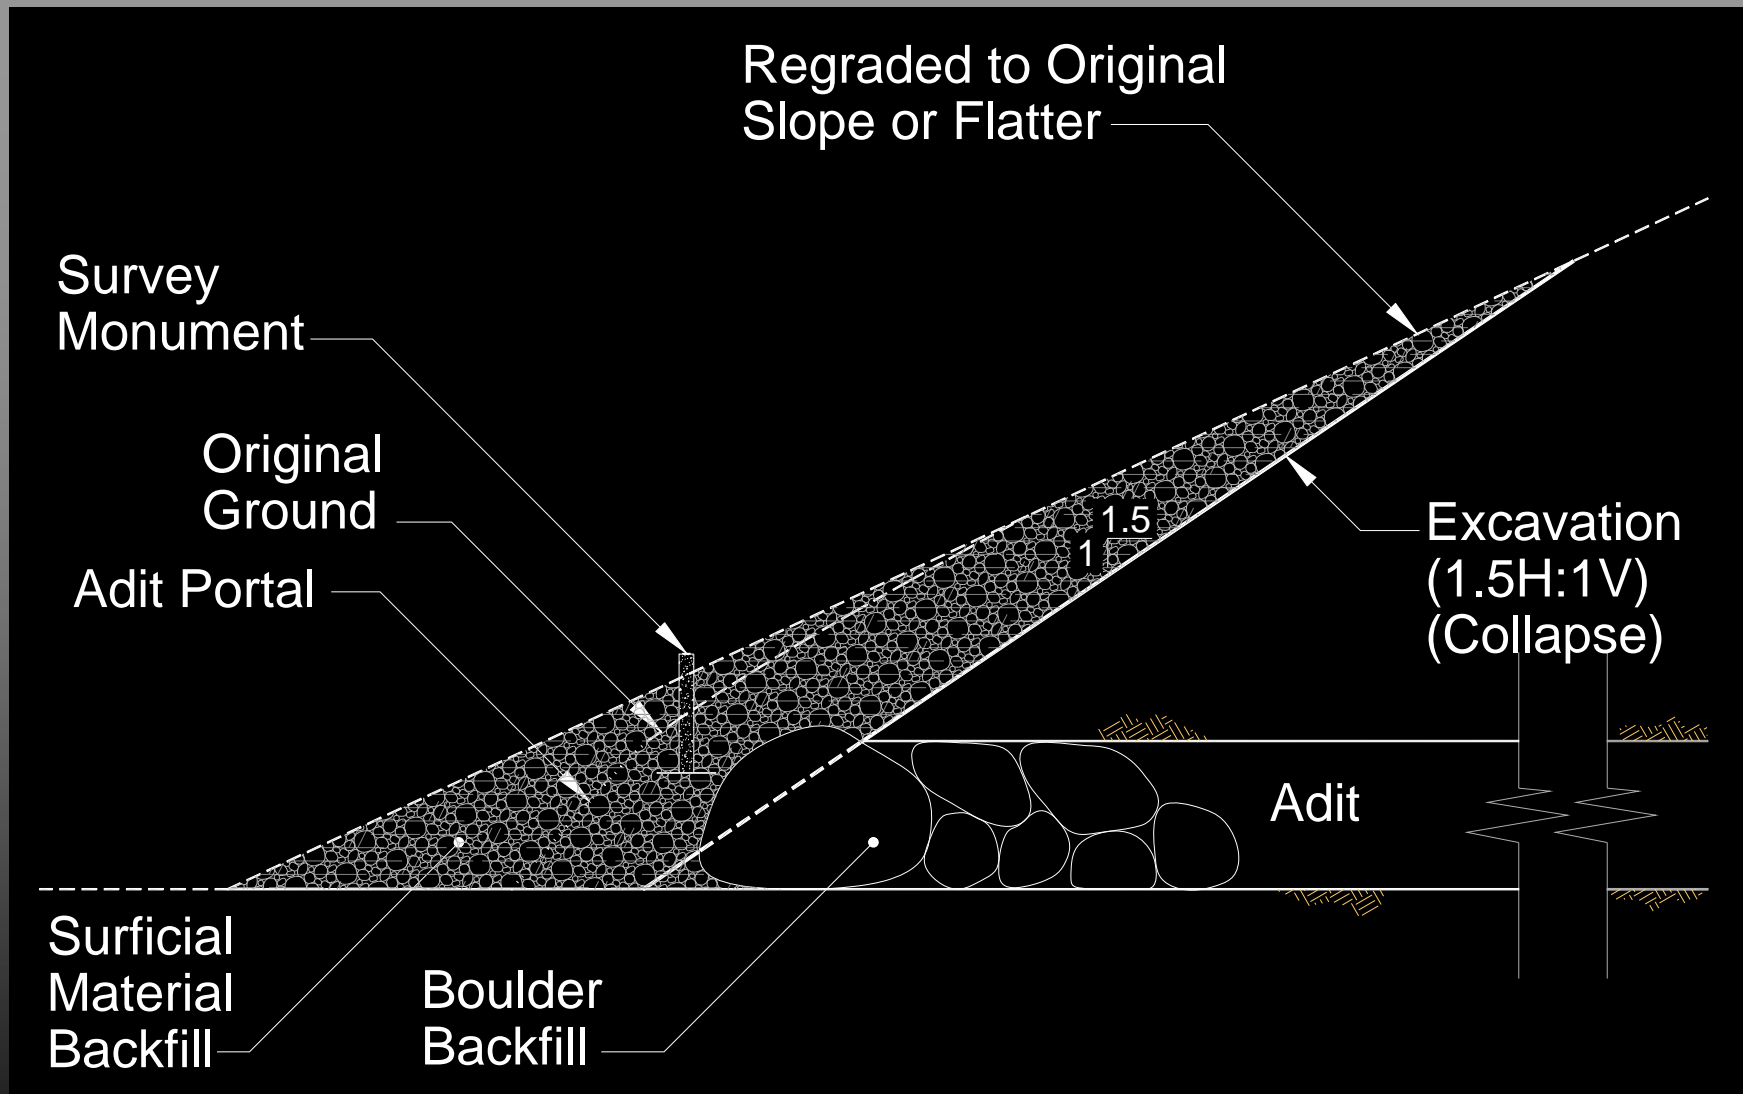 Regraded to Original
Slope or Flatter
Survey
Monument
Original
Ground
Adit Portal
1.5
1
Excavation
(1.5H:1V)
(Collapse)
Adit
Surficial
Material
Backfill
Boulder
Backfill